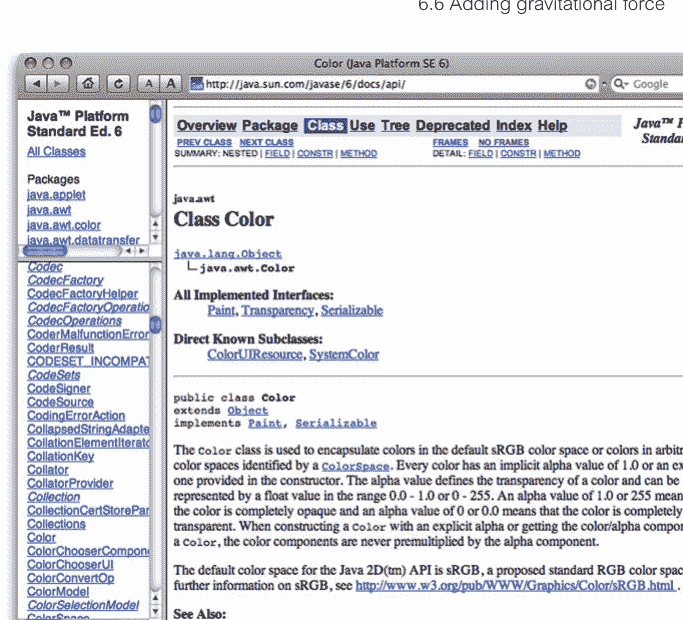 6.6 Adding gravitational force
Color (Java Platform SE 6)
A A http://java.sun.com/javase/6/docs/api/ Google
Java™ Platform
Standard Ed. 6
All Classes
Packages
java.applet
java.awt
java.awt.color
java.awt.datatransfer
Codec
CodecFactory
CodecFactoryHelper
CodecFactoryOperatio
CodecOperations
CoderMalfunctionError
CoderResult
CODESET_INCOMPAT
CodeSets
CodeSigner
CodeSource
CodingErrorAction
CollapsedStringAdapte
CollationElementIterato
CollationKey
Collator
CollatorProvider
Collection
CollectionCertStorePar
Collections
Color
ColorChooserCompon
ColorChooserUI
ColorConvertOp
ColorModel
ColorSelectionModel
ColorSpace
Overview Package Class Use Tree Deprecated Index Help
Java™ P
Standar
PREV CLASS NEXT CLASS FRAMES NO FRAMES
SUMMARY: NESTED | FIELD | CONSTR | METHOD DETAIL: FIELD | CONSTR | METHOD
java.awt
Class Color
java.lang.Object
java.awt.Color
All Implemented Interfaces:
Paint, Transparency, Serializable
Direct Known Subclasses:
ColorUIResource, SystemColor
public class Color
extends Object
implements Paint, Serializable
The Color class is used to encapsulate colors in the default sRGB color space or colors in arbitr
color spaces identified by a ColorSpace. Every color has an implicit alpha value of 1.0 or an ex
one provided in the constructor. The alpha value defines the transparency of a color and can be
represented by a float value in the range 0.0 - 1.0 or 0 - 255. An alpha value of 1.0 or 255 mean
the color is completely opaque and an alpha value of 0 or 0.0 means that the color is completely
transparent. When constructing a Color with an explicit alpha or getting the color/alpha compor
a Color, the color components are never premultiplied by the alpha component.
The default color space for the Java 2D(tm) API is sRGB, a proposed standard RGB color spac
further information on sRGB, see http://www.w3.org/pub/WWW/Graphics/Color/sRGB.html .
See Also: